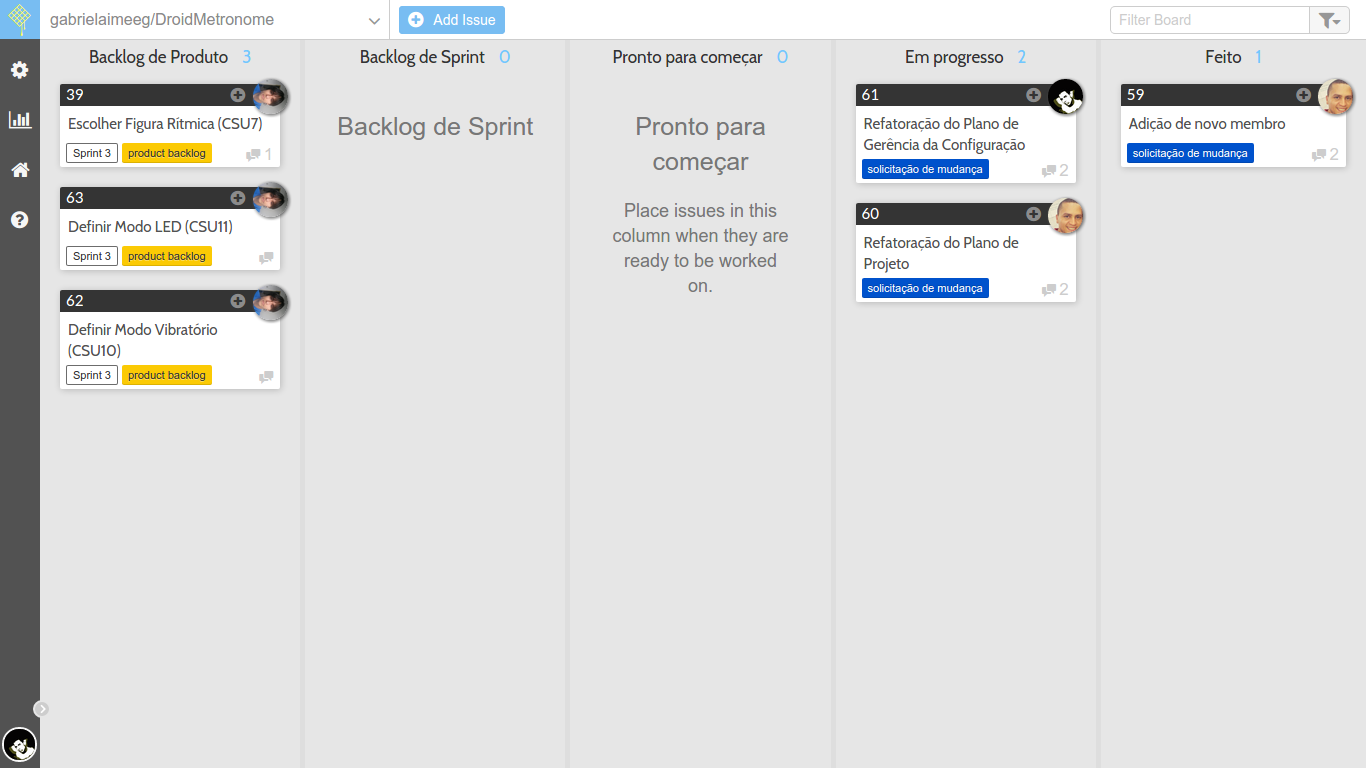 gabrielaimeeg/DroidMetronome
Add Issue
Filter Board
Backlog de Produto 3
39
Escolher Figura Rítmica (CSU7)
Sprint 3 product backlog 1
63
Definir Modo LED (CSU11)
Sprint 3 product backlog
62
Definir Modo Vibratório
(CSU10)
Sprint 3 product backlog
Backlog de Sprint 0
Backlog de Sprint
Pronto para começar 0
Pronto para
começar
Place issues in this
column when they are
ready to be worked
on.
Em progresso 2
61
Refatoração do Plano de
Gerência da Configuração
solicitação de mudança 2
60
Refatoração do Plano de
Projeto
solicitação de mudança 2
Feito 1
59
Adição de novo membro
solicitação de mudança 2